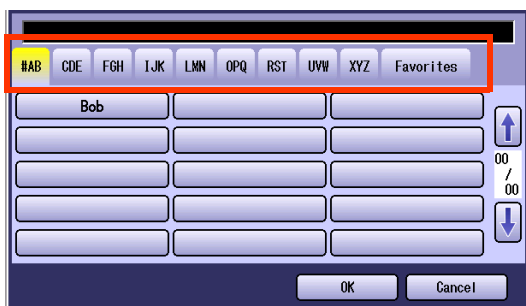 #AB CDE FGH IJK LMN OPQ RST UVW XYZ Favorites
Bob
00
/
00
OK Cancel